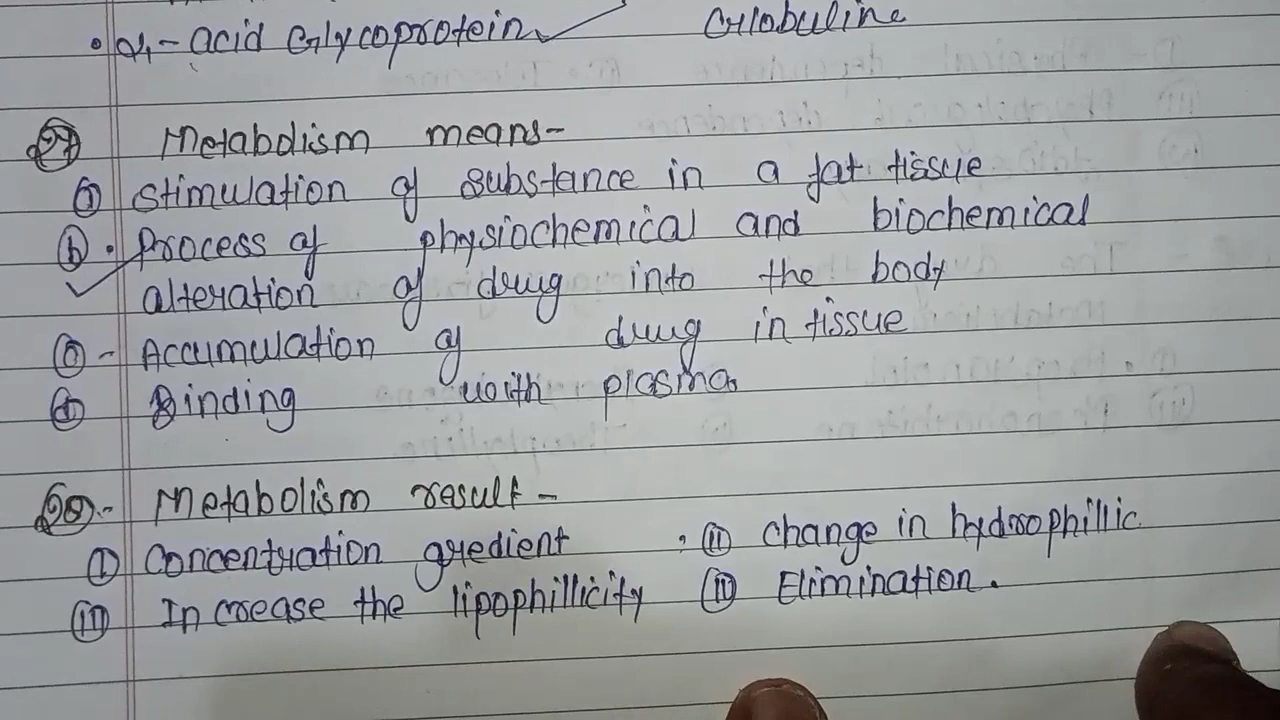 • α₁-acid Glycoprotein ✓ Globuline
27 Metabolism means-
a Stimulation of substance in a fat tissue
b. Process of physiochemical and biochemical
✓ alteration of drug into the body
c - Accumulation of drug in tissue
d Binding with plasma
28.- Metabolism result -
i Concentration gredient . ii change in hydrophillic
iii Increase the lipophillicity iv Elimination.